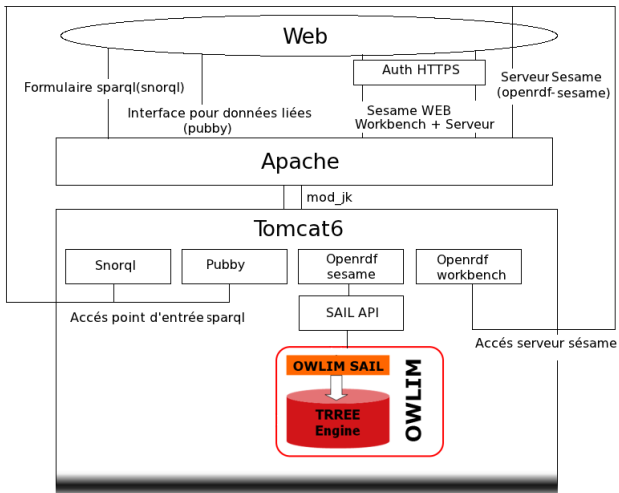 Web
Auth HTTPS
Formulaire sparql(snorql)
Serveur Sesame
(openrdf-sesame)
Interface pour données liées
(pubby)
Sesame WEB
Workbench + Serveur
Apache
mod_jk
Tomcat6
Snorql
Pubby
Openrdf
sesame
Openrdf
workbench
SAIL API
Accés point d'entrée sparql
Accés serveur sésame
OWLIM SAIL
TRREE
Engine
OWLIM